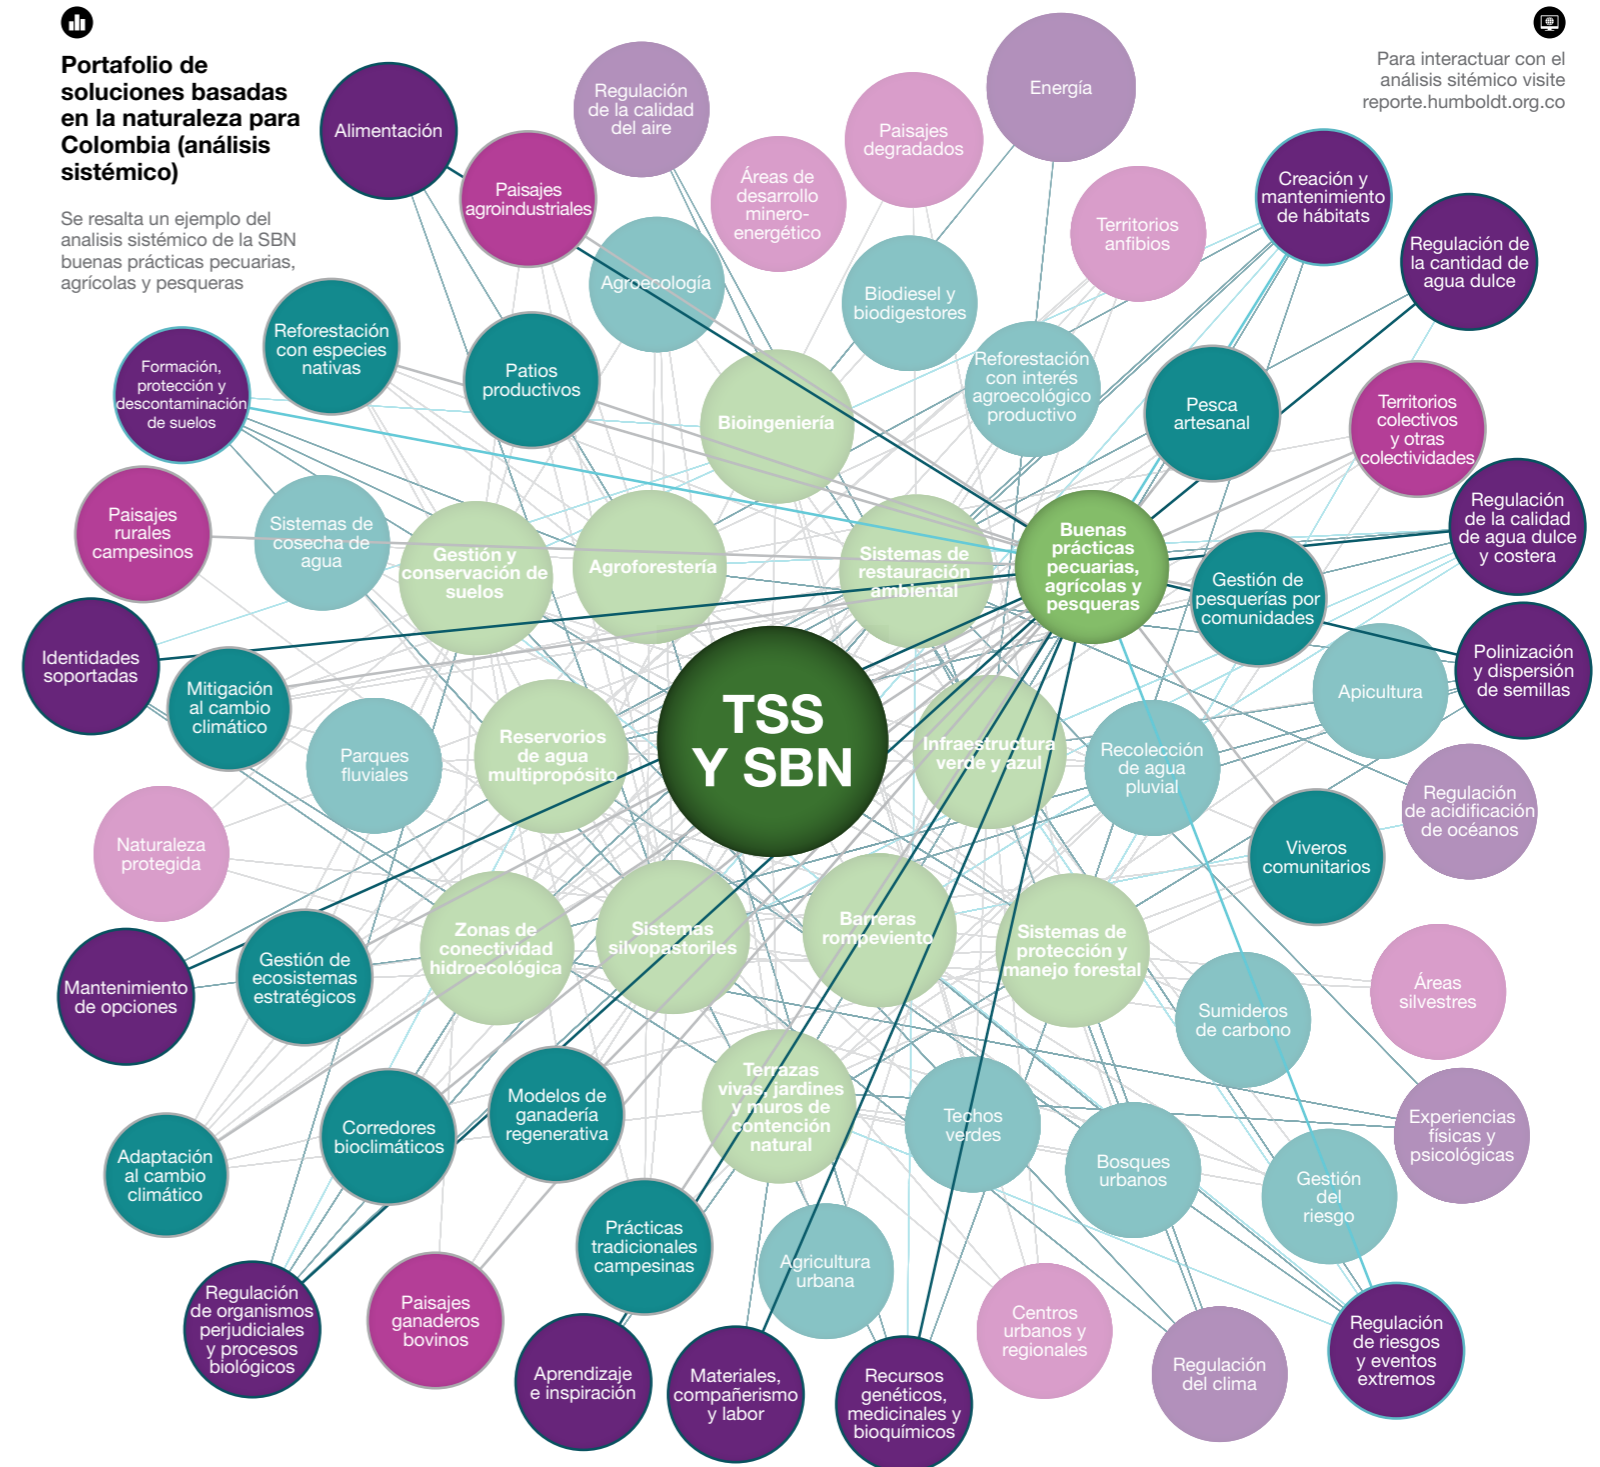 Portafolio de
soluciones basadas
en la naturaleza para
Colombia (análisis
sistémico)
Se resalta un ejemplo del
analisis sistémico de la SBN
buenas prácticas pecuarias,
agrícolas y pesqueras
Para interactuar con el
análisis sitémico visite
reporte.humboldt.org.co
Alimentación
Regulación
de la calidad
del aire
Energía
Paisajes
degradados
Paisajes
agroindustriales
Áreas de
desarrollo
minero-
energético
Creación y
mantenimiento
de hábitats
Territorios
anfibios
Regulación de
la cantidad de
agua dulce
Agroecología
Biodiesel y
biodigestores
Reforestación
con especies
nativas
Patios
productivos
Reforestación
con interés
agroecológico
productivo
Formación,
protección y
descontaminación
de suelos
Bioingeniería
Pesca
artesanal
Territorios
colectivos
y otras
colectividades
Paisajes
rurales
campesinos
Sistemas de
cosecha de
agua
Gestión y
conservación de
suelos
Agroforestería
Sistemas de
restauración
ambiental
Buenas
prácticas
pecuarias,
agrícolas y
pesqueras
Regulación
de la calidad
de agua dulce
y costera
Gestión de
pesquerías por
comunidades
Identidades
soportadas
Mitigación
al cambio
climático
Polinización
y dispersión
de semillas
Apicultura
Parques
fluviales
Reservorios
de agua
multipropósito
TSS
Y SBN
Infraestructura
verde y azul
Recolección
de agua
pluvial
Regulación
de acidificación
de océanos
Naturaleza
protegida
Viveros
comunitarios
Zonas de
conectividad
hidroecológica
Sistemas
silvopastoriles
Barreras
rompeviento
Sistemas de
protección y
manejo forestal
Mantenimiento
de opciones
Gestión de
ecosistemas
estratégicos
Áreas
silvestres
Sumideros
de carbono
Terrazas
vivas, jardines
y muros de
contención
natural
Modelos de
ganadería
regenerativa
Techos
verdes
Experiencias
físicas y
psicológicas
Corredores
bioclimáticos
Adaptación
al cambio
climático
Bosques
urbanos
Gestión
del
riesgo
Prácticas
tradicionales
campesinas
Agricultura
urbana
Regulación
de organismos
perjudiciales
y procesos
biológicos
Paisajes
ganaderos
bovinos
Centros
urbanos y
regionales
Regulación
de riesgos
y eventos
extremos
Aprendizaje
e inspiración
Materiales,
compañerismo
y labor
Recursos
genéticos,
medicinales y
bioquímicos
Regulación
del clima